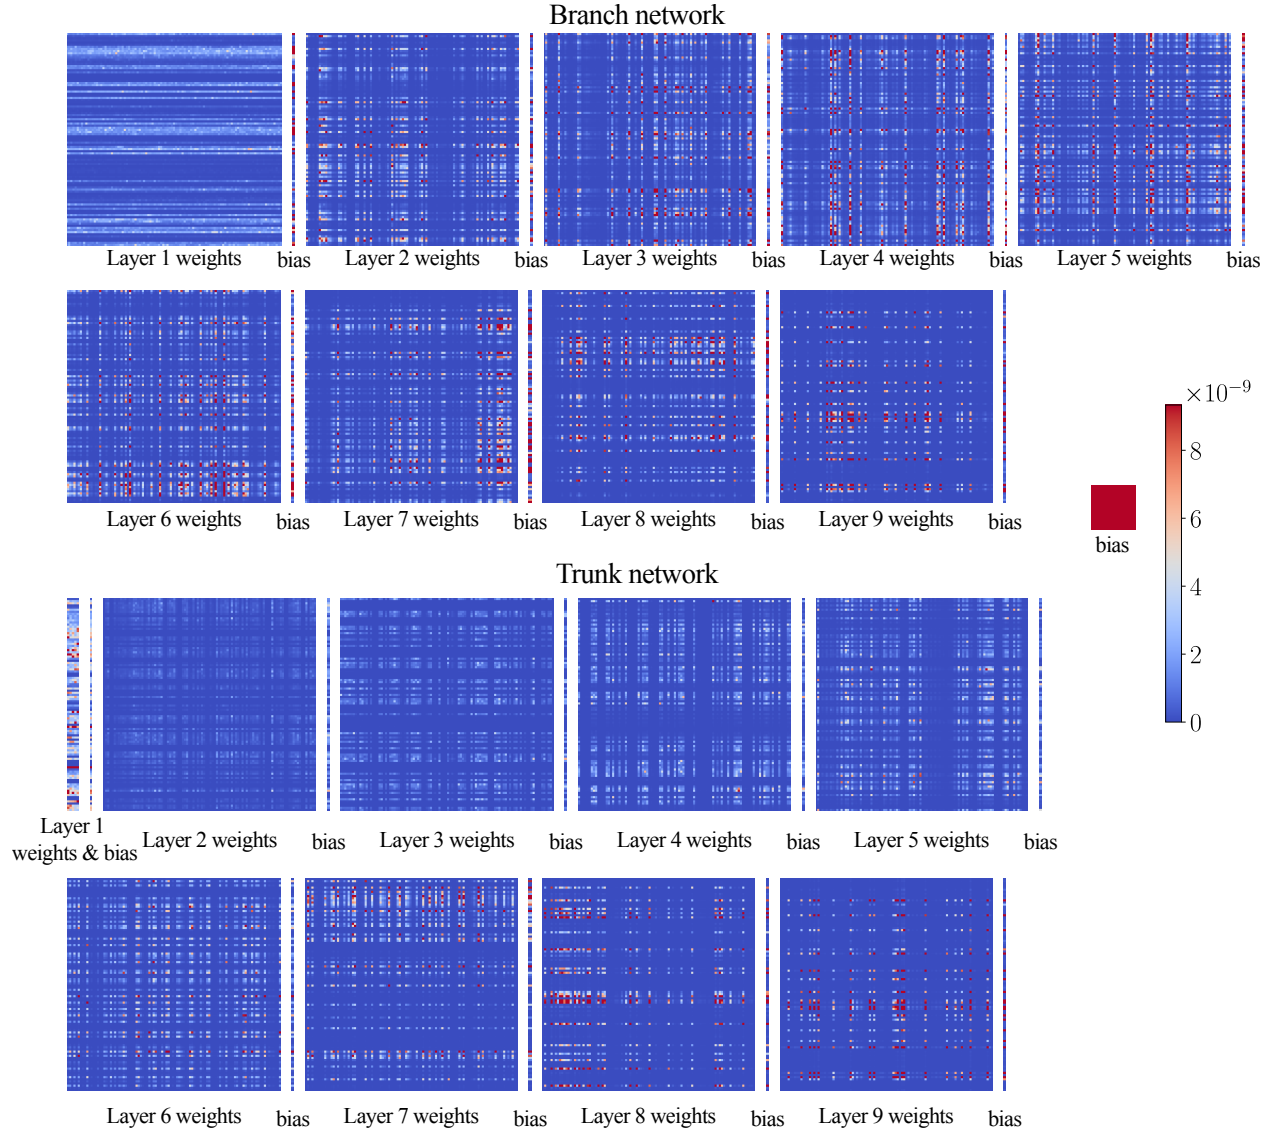 Branch network
Layer 1 weights bias Layer 2 weights bias Layer 3 weights bias Layer 4 weights bias Layer 5 weights bias
Layer 6 weights bias Layer 7 weights bias Layer 8 weights bias Layer 9 weights bias
bias
×10⁻⁹
8
6
4
2
0
Trunk network
Layer 1
weights & bias Layer 2 weights bias Layer 3 weights bias Layer 4 weights bias Layer 5 weights bias
Layer 6 weights bias Layer 7 weights bias Layer 8 weights bias Layer 9 weights bias